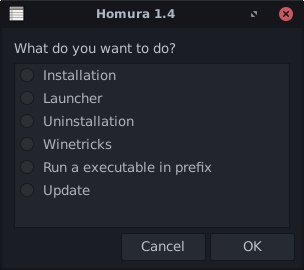 Homura 1.4
What do you want to do?
Installation
Launcher
Uninstallation
Winetricks
Run a executable in prefix
Update
Cancel
OK